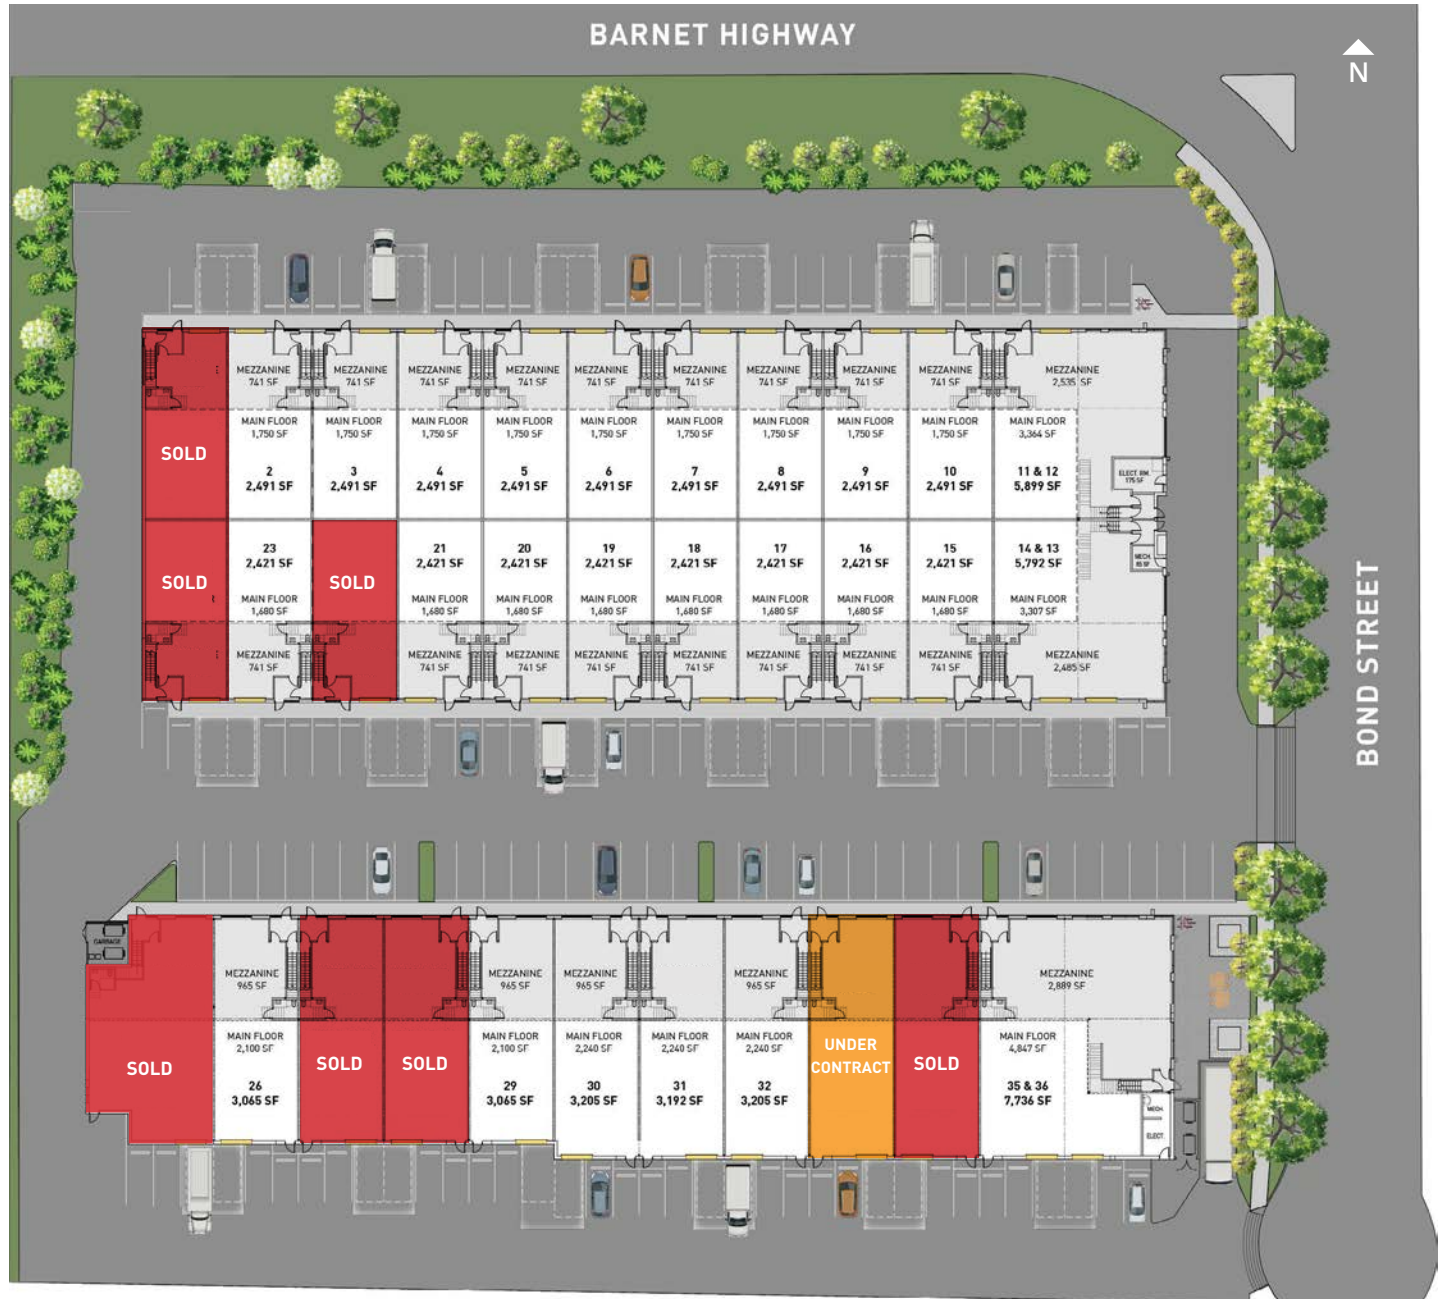 BARNET HIGHWAY
N
MEZZANINE
741 SF
MEZZANINE
741 SF
MEZZANINE
741 SF
MEZZANINE
741 SF
MEZZANINE
741 SF
MEZZANINE
741 SF
MEZZANINE
741 SF
MEZZANINE
741 SF
MEZZANINE
741 SF
MEZZANINE
2,535 SF
SOLD
MAIN FLOOR
1,750 SF
2
2,491 SF
MAIN FLOOR
1,750 SF
3
2,491 SF
MAIN FLOOR
1,750 SF
4
2,491 SF
MAIN FLOOR
1,750 SF
5
2,491 SF
MAIN FLOOR
1,750 SF
6
2,491 SF
MAIN FLOOR
1,750 SF
7
2,491 SF
MAIN FLOOR
1,750 SF
8
2,491 SF
MAIN FLOOR
1,750 SF
9
2,491 SF
MAIN FLOOR
1,750 SF
10
2,491 SF
MAIN FLOOR
3,364 SF
11 & 12
5,899 SF
ELECT. RM.
175 SF
SOLD
23
2,421 SF
MAIN FLOOR
1,680 SF
SOLD
21
2,421 SF
MAIN FLOOR
1,680 SF
20
2,421 SF
MAIN FLOOR
1,680 SF
19
2,421 SF
MAIN FLOOR
1,680 SF
18
2,421 SF
MAIN FLOOR
1,680 SF
17
2,421 SF
MAIN FLOOR
1,680 SF
16
2,421 SF
MAIN FLOOR
1,680 SF
15
2,421 SF
MAIN FLOOR
1,680 SF
14 & 13
5,792 SF
MAIN FLOOR
3,307 SF
MECH.
85 SF
MEZZANINE
741 SF
MEZZANINE
741 SF
MEZZANINE
741 SF
MEZZANINE
741 SF
MEZZANINE
741 SF
MEZZANINE
741 SF
MEZZANINE
741 SF
MEZZANINE
741 SF
MEZZANINE
2,485 SF
BOND STREET
GARBAGE
MEZZANINE
965 SF
MEZZANINE
965 SF
MEZZANINE
965 SF
MEZZANINE
965 SF
MEZZANINE
2,889 SF
SOLD
MAIN FLOOR
2,100 SF
26
3,065 SF
SOLD
SOLD
MAIN FLOOR
2,100 SF
29
3,065 SF
MAIN FLOOR
2,240 SF
30
3,205 SF
MAIN FLOOR
2,240 SF
31
3,192 SF
MAIN FLOOR
2,240 SF
32
3,205 SF
UNDER
CONTRACT
SOLD
MAIN FLOOR
4,847 SF
35 & 36
7,736 SF
MECH.
ELECT.